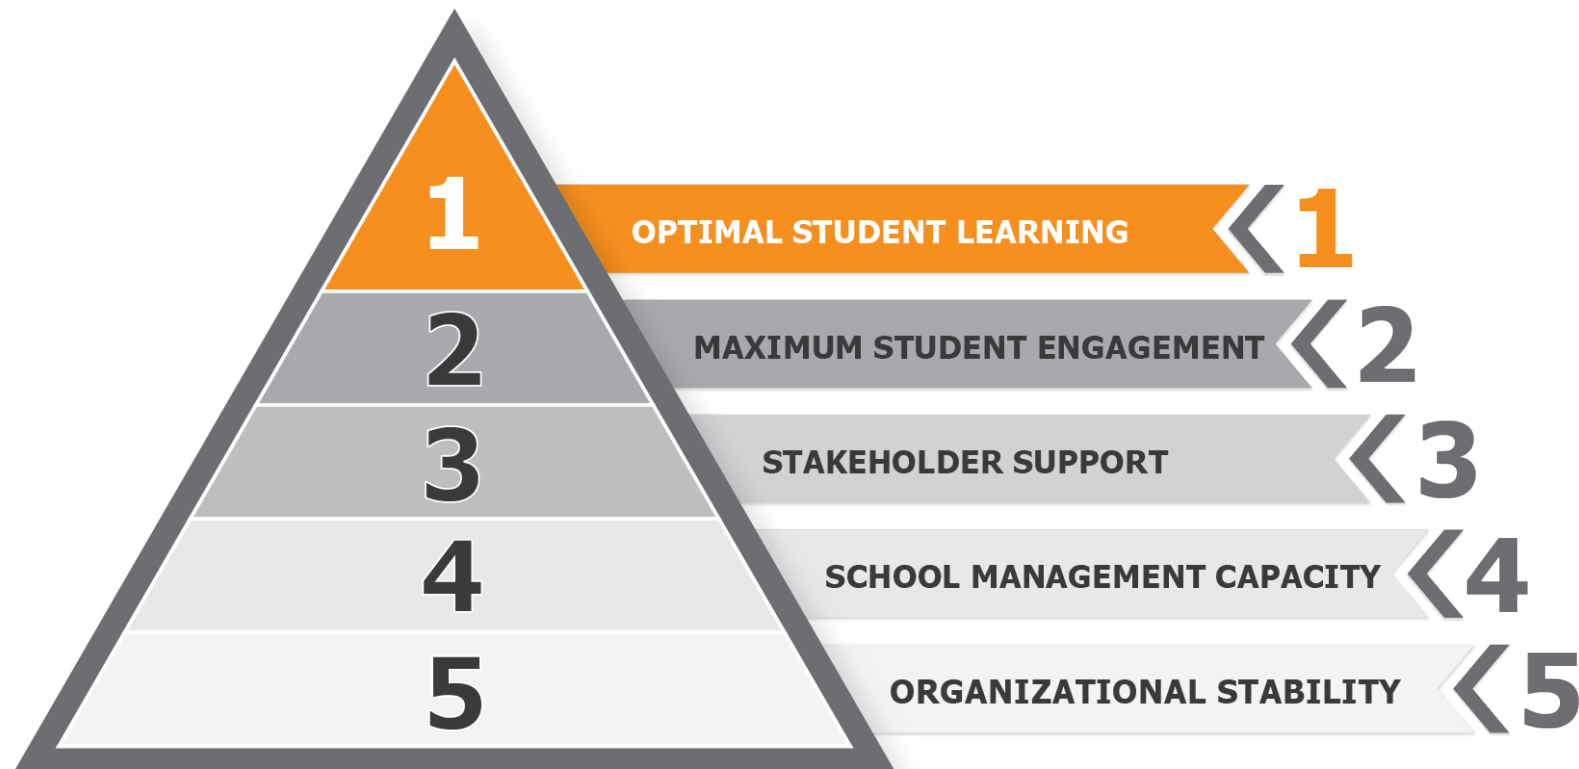 1
OPTIMAL STUDENT LEARNING
1
2
MAXIMUM STUDENT ENGAGEMENT
2
3
STAKEHOLDER SUPPORT
3
4
SCHOOL MANAGEMENT CAPACITY
4
5
ORGANIZATIONAL STABILITY
5